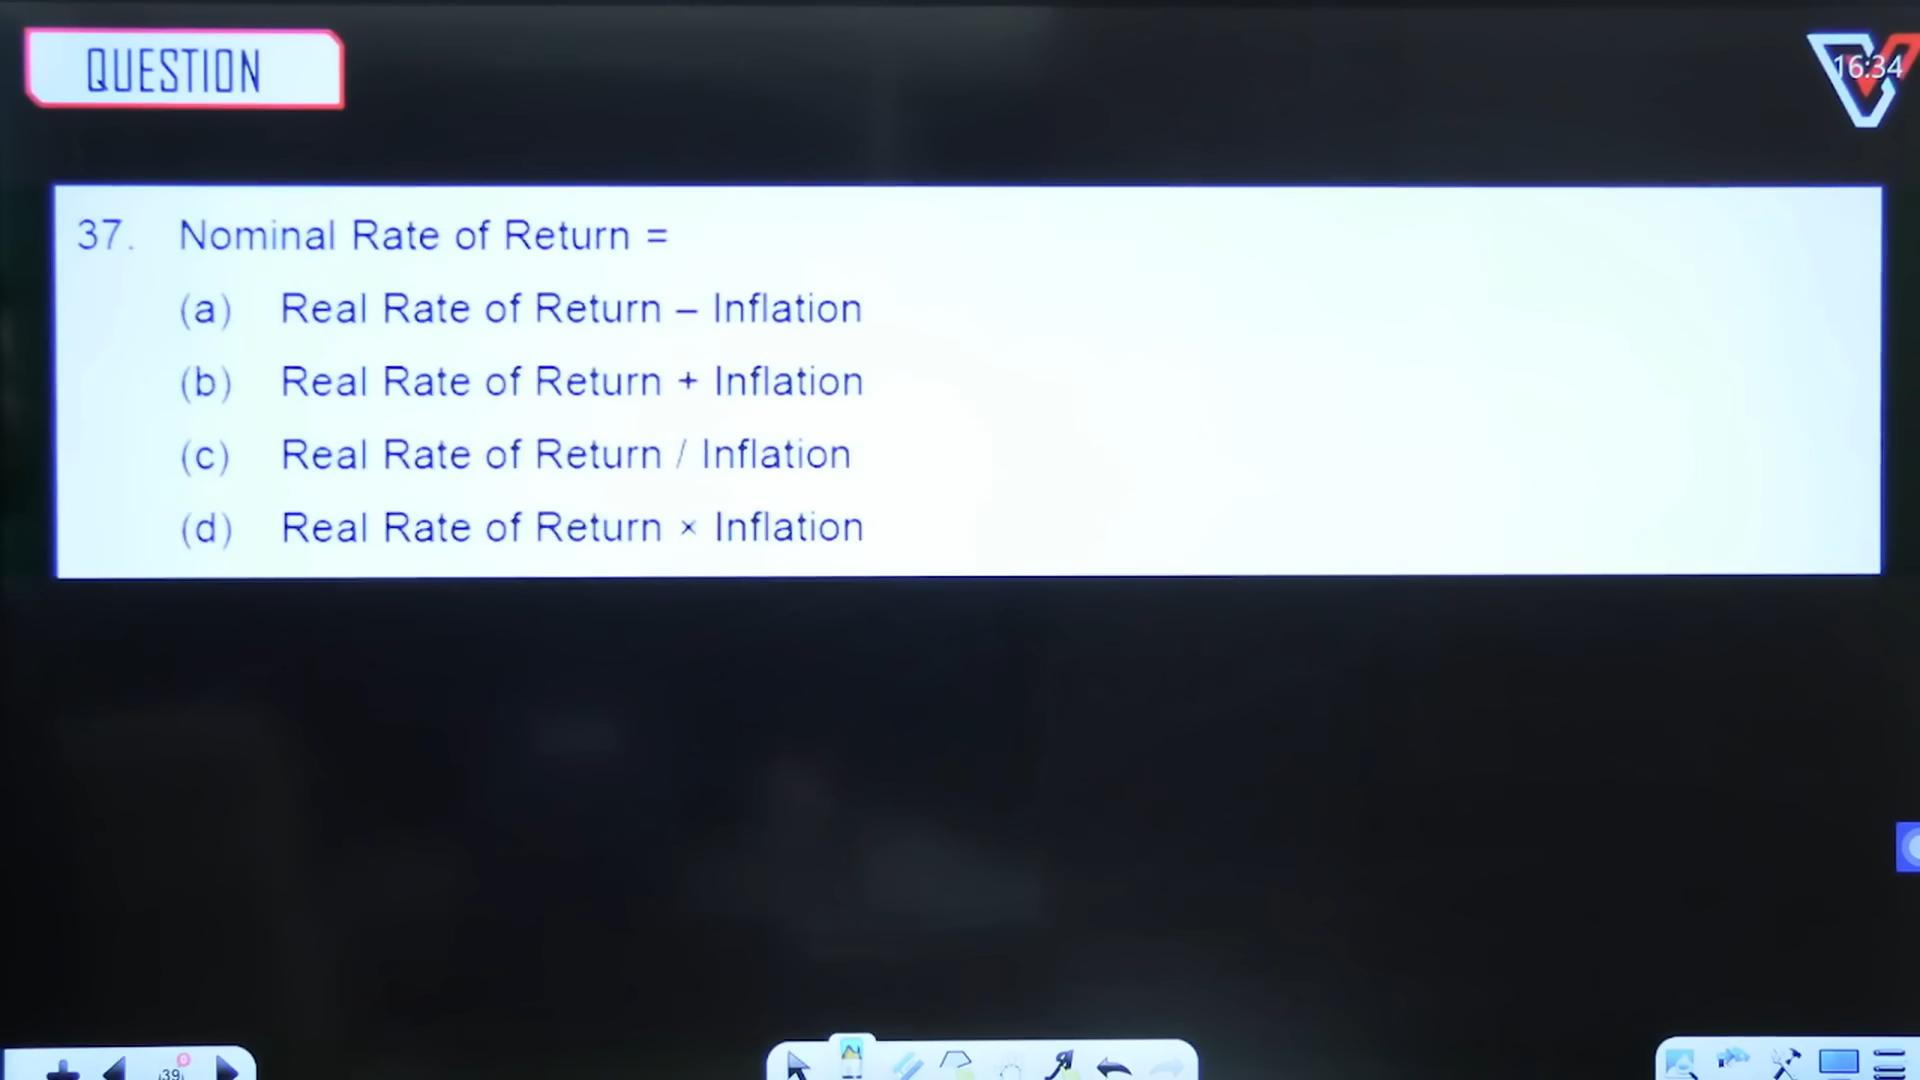 QUESTION
16:34
37. Nominal Rate of Return =
(a) Real Rate of Return – Inflation
(b) Real Rate of Return + Inflation
(c) Real Rate of Return / Inflation
(d) Real Rate of Return × Inflation
0
39